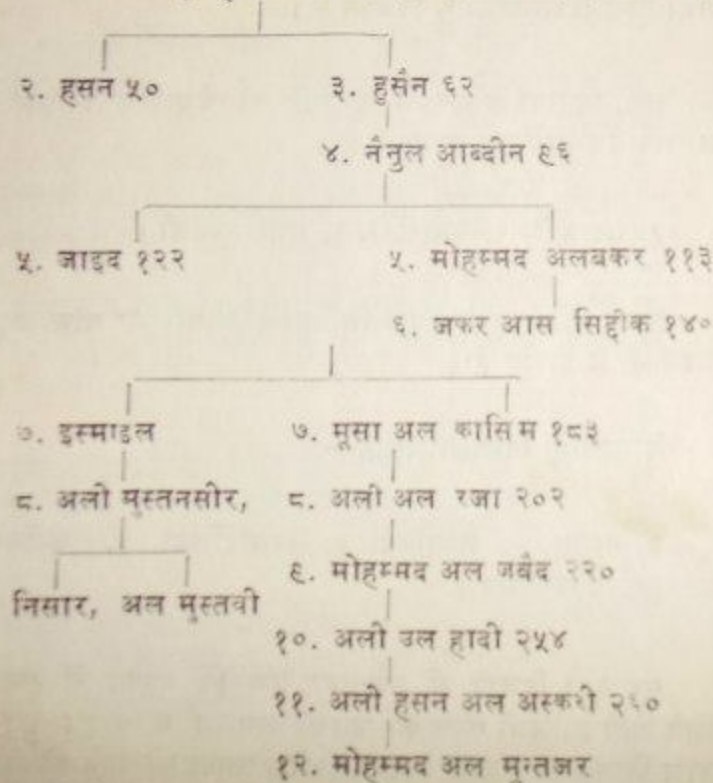 २. हसन ५० ३. हुसैन ६२
४. नैनुल आब्दीन ९६
५. जाइद १२२ ५. मोहम्मद अलबकर ११३
६. जफर आस सिद्दीक १४०
७. इस्माइल ७. मूसा अल कासिम १८३
८. अली मुस्तनसीर, ८. अली अल रजा २०२
९. मोहम्मद अल जवैद २२०
निसार, अल मुस्तवी
१०. अली उल हादी २५४
११. अली हसन अल अस्करी २६०
१२. मोहम्मद अल मुन्तजर